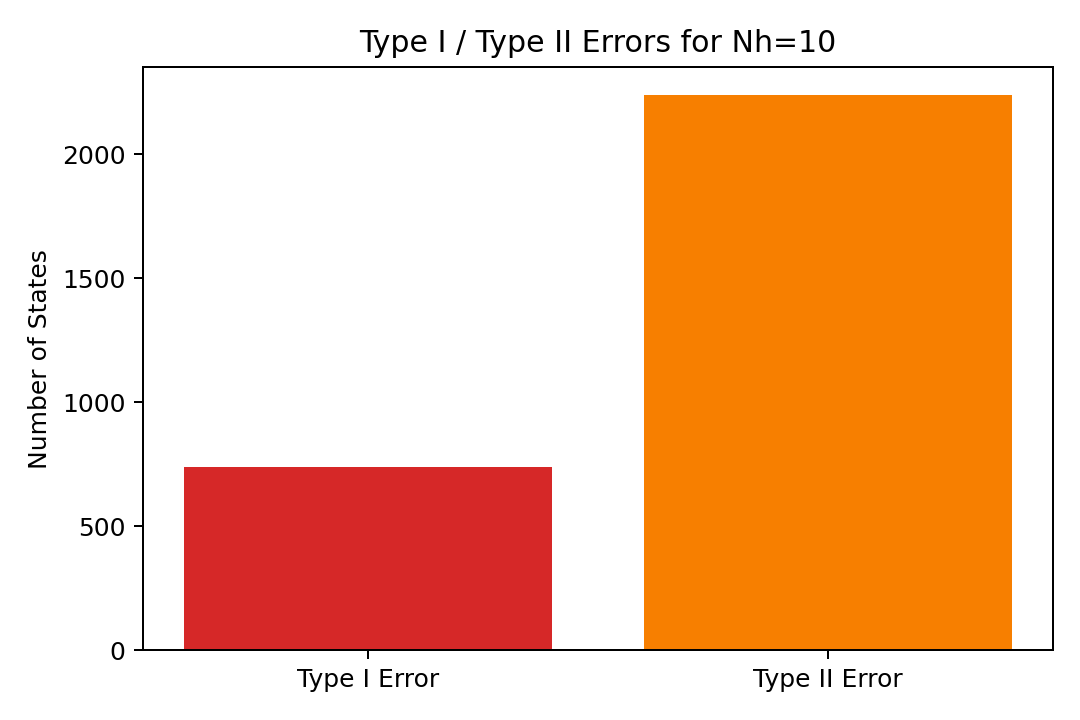 Type I / Type II Errors for Nh=10
Number of States
2000
1500
1000
500
0
Type I Error
Type II Error